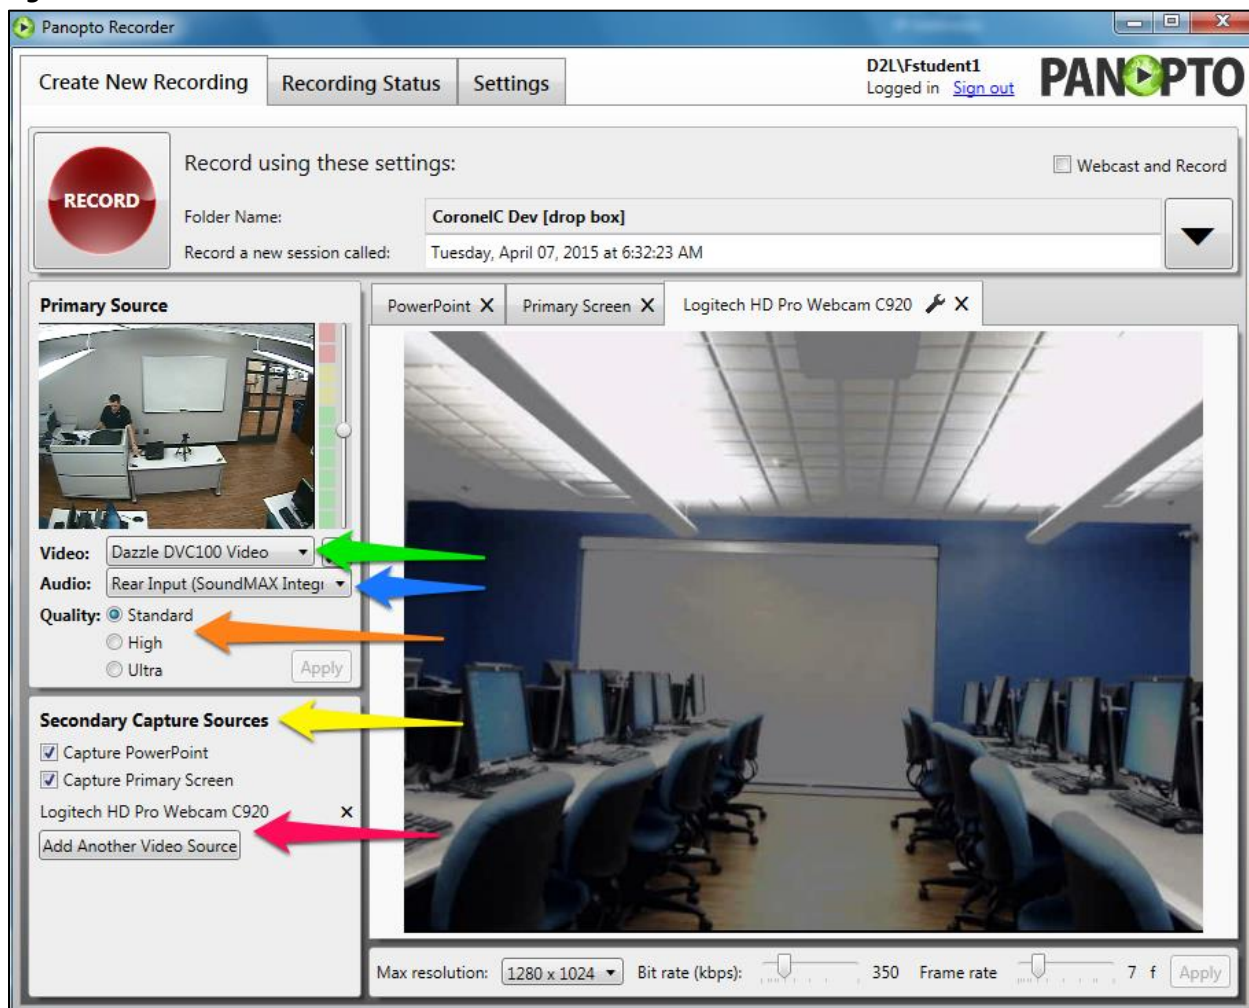 Panopto Recorder
Create New Recording
Recording Status
Settings
D2L\Fstudent1
Logged in Sign out
PANOPTO
RECORD
Record using these settings:
Webcast and Record
Folder Name:
CoronelC Dev [drop box]
Record a new session called:
Tuesday, April 07, 2015 at 6:32:23 AM
Primary Source
Video: Dazzle DVC100 Video
Audio: Rear Input (SoundMAX Integr
Quality: Standard
High
Ultra
Apply
Secondary Capture Sources
Capture PowerPoint
Capture Primary Screen
Logitech HD Pro Webcam C920 X
Add Another Video Source
PowerPoint X
Primary Screen X
Logitech HD Pro Webcam C920 X
Max resolution: 1280 x 1024 Bit rate (kbps): 350 Frame rate 7 f Apply